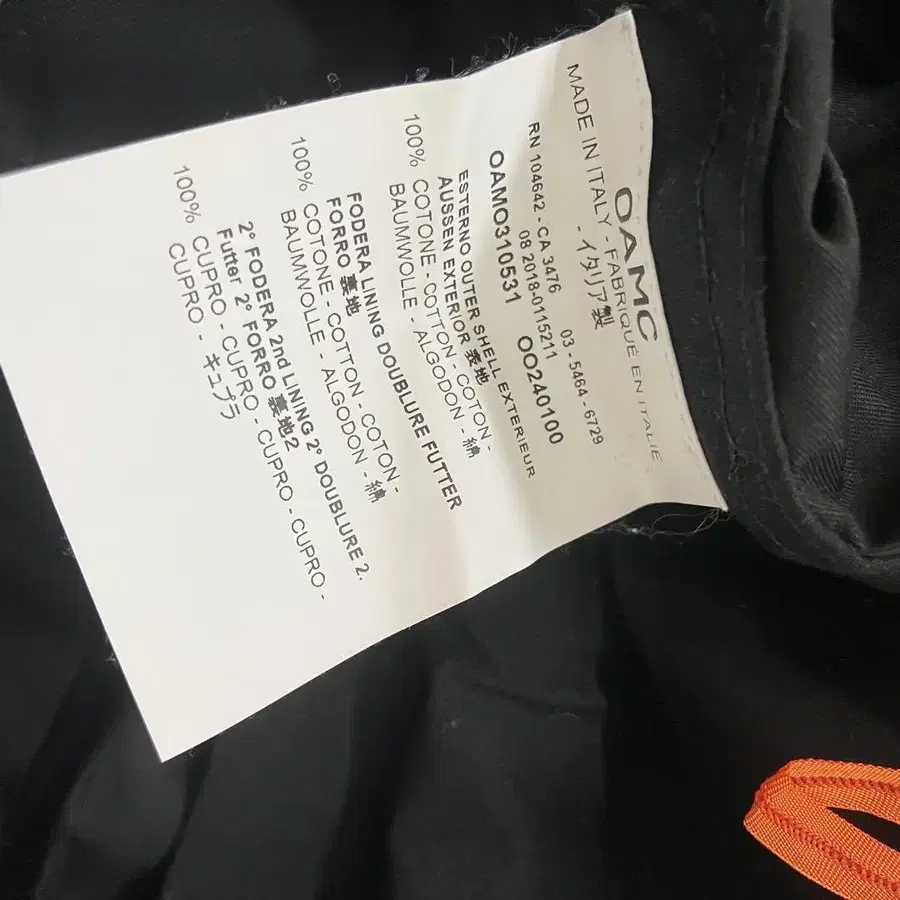 OAMC
MADE IN ITALY - FABRIQUE EN ITALIE
- イタリア製
03-5464-6729
RN 104642 - CA 3476
08 2018-0115211
OAMO310531 OO240100
ESTERNO OUTER SHELL EXTERIEUR
AUSSEN EXTERIOR 表地
100% COTONE - COTTON - COTON -
BAUMWOLLE - ALGODON - 綿
FODERA LINING DOUBLURE FUTTER
FORRO 裏地
100% COTONE - COTTON - COTON -
BAUMWOLLE - ALGODON - 綿
2° FODERA 2nd LINING 2° DOUBLURE 2.
Futter 2° FORRO 裏地2
100% CUPRO - CUPRO - CUPRO - CUPRO -
CUPRO - キュプラ